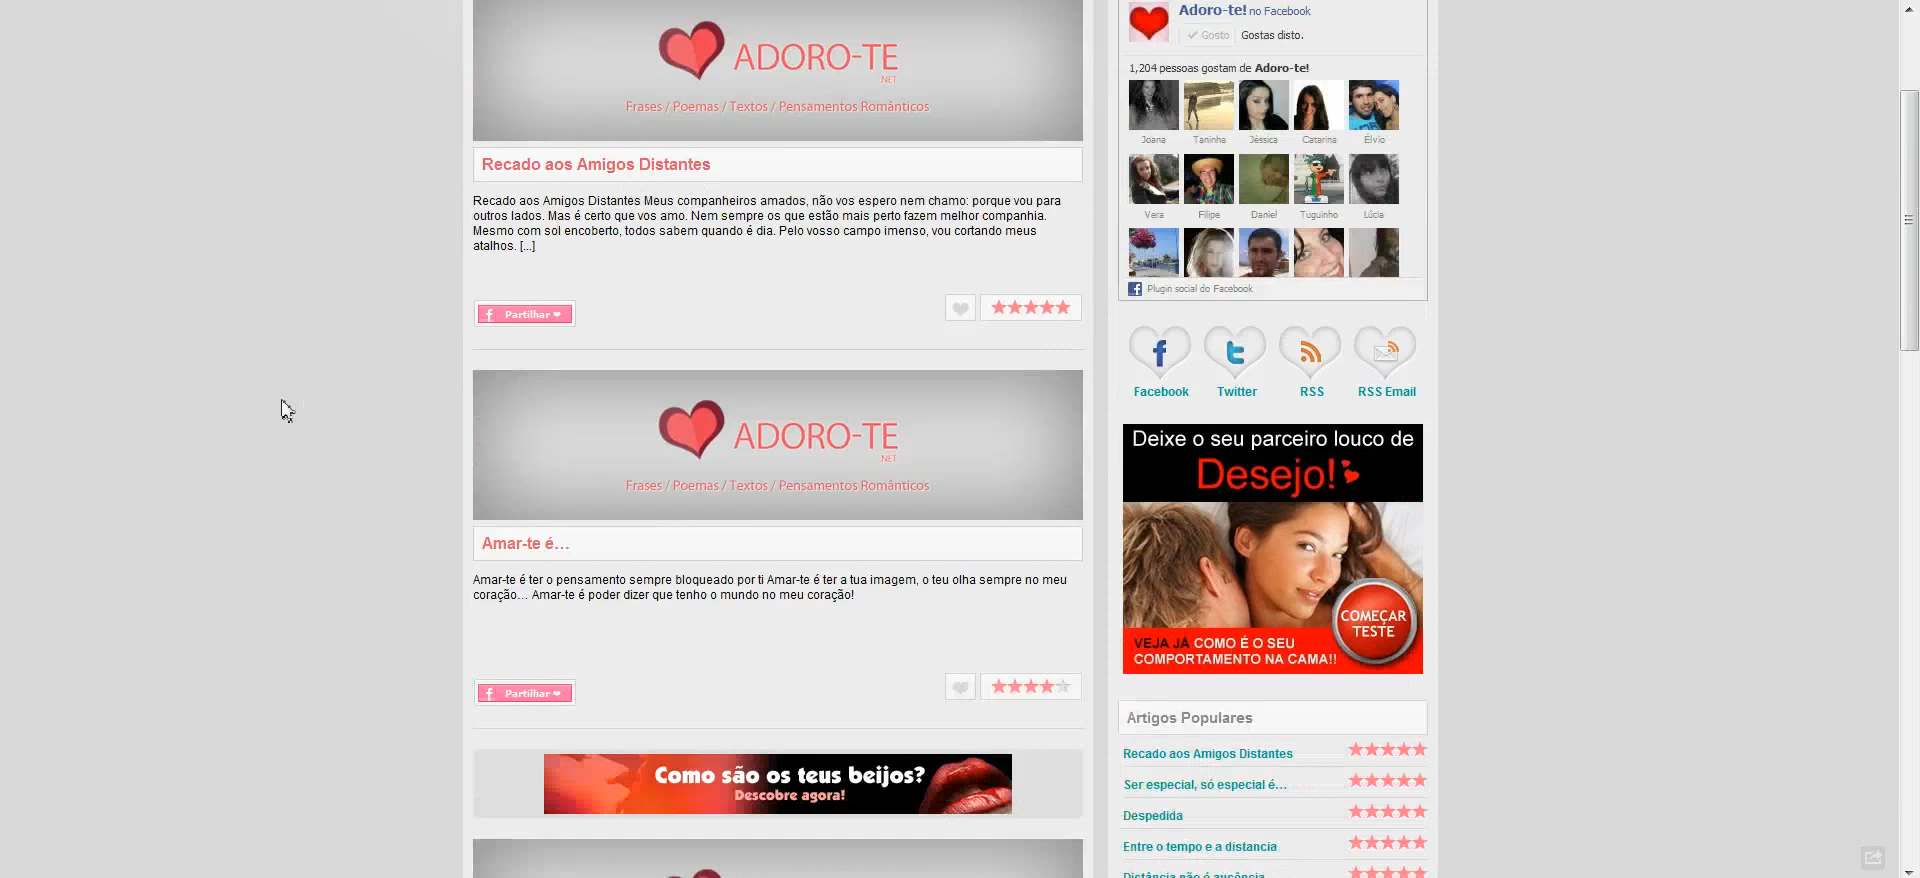 ADORO-TE
NET
Frases / Poemas / Textos / Pensamentos Românticos
Recado aos Amigos Distantes
Recado aos Amigos Distantes Meus companheiros amados, não vos espero nem chamo: porque vou para
outros lados. Mas é certo que vos amo. Nem sempre os que estão mais perto fazem melhor companhia.
Mesmo com sol encoberto, todos sabem quando é dia. Pelo vosso campo imenso, vou cortando meus
atalhos. [...]
Partilhar
ADORO-TE
NET
Frases / Poemas / Textos / Pensamentos Românticos
Amar-te é...
Amar-te é ter o pensamento sempre bloqueado por ti Amar-te é ter a tua imagem, o teu olha sempre no meu
coração... Amar-te é poder dizer que tenho o mundo no meu coração!
Partilhar
Como são os teus beijos?
Descobre agora!
Adoro-te! no Facebook
Gosto Gostas disto.
1,204 pessoas gostam de Adoro-te!
Joana Taninha Jéssica Catarina Élvio
Vera Filipe Daniel Tuguinho Lúcia
Plugin social do Facebook
Facebook Twitter RSS RSS Email
Deixe o seu parceiro louco de
Desejo!
COMEÇAR
TESTE
VEJA JÁ COMO É O SEU
COMPORTAMENTO NA CAMA!!
Artigos Populares
Recado aos Amigos Distantes
Ser especial, só especial é...
Despedida
Entre o tempo e a distancia
Distância não é ausência